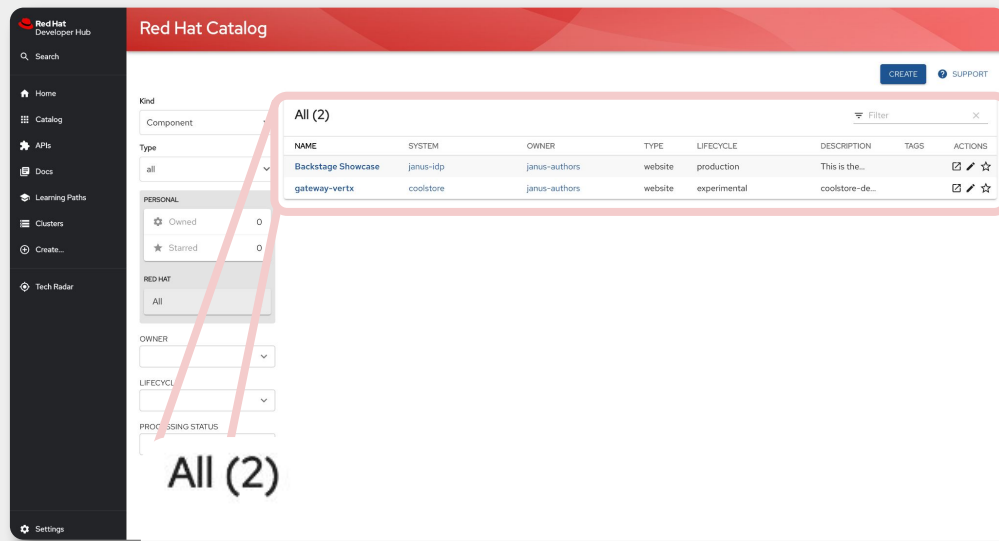 Red Hat
Developer Hub
Search
Home
Catalog
APIs
Docs
Learning Paths
Clusters
Create...
Tech Radar
Settings
Red Hat Catalog
CREATE
SUPPORT
Kind
Component
Type
all
PERSONAL
Owned 0
Starred 0
RED HAT
All
OWNER
LIFECYCL
PROCESSING STATUS
All (2)
Filter
NAME SYSTEM OWNER TYPE LIFECYCLE DESCRIPTION TAGS ACTIONS
Backstage Showcase janus-idp janus-authors website production This is the...
gateway-vertx coolstore janus-authors website experimental coolstore-de...
All (2)